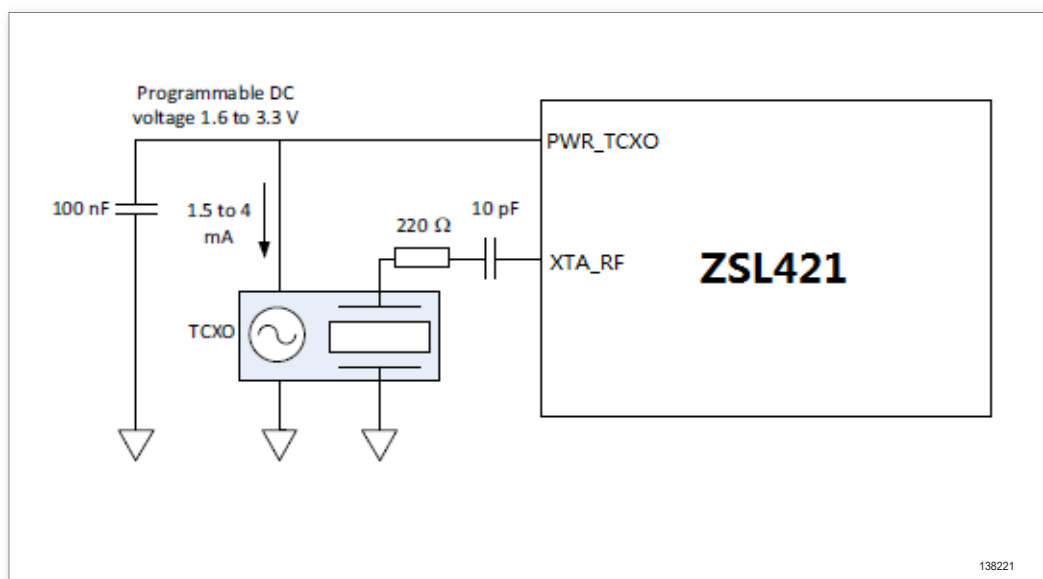 Programmable DC
voltage 1.6 to 3.3 V
PWR_TCXO
100 nF
1.5 to 4
mA
220 Ω
10 pF
XTA_RF
ZSL421
TCXO
138221